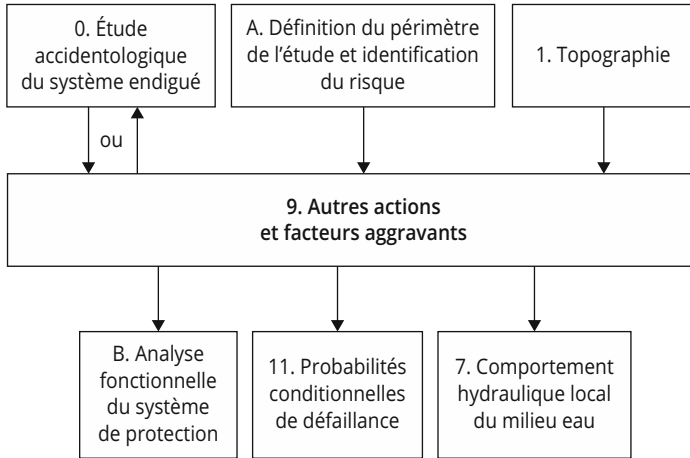 0. Étude
accidentologique
du système endigué
A. Définition du périmètre
de l'étude et identification
du risque
1. Topographie
ou
9. Autres actions
et facteurs aggravants
B. Analyse
fonctionnelle
du système
de protection
11. Probabilités
conditionnelles
de défaillance
7. Comportement
hydraulique local
du milieu eau